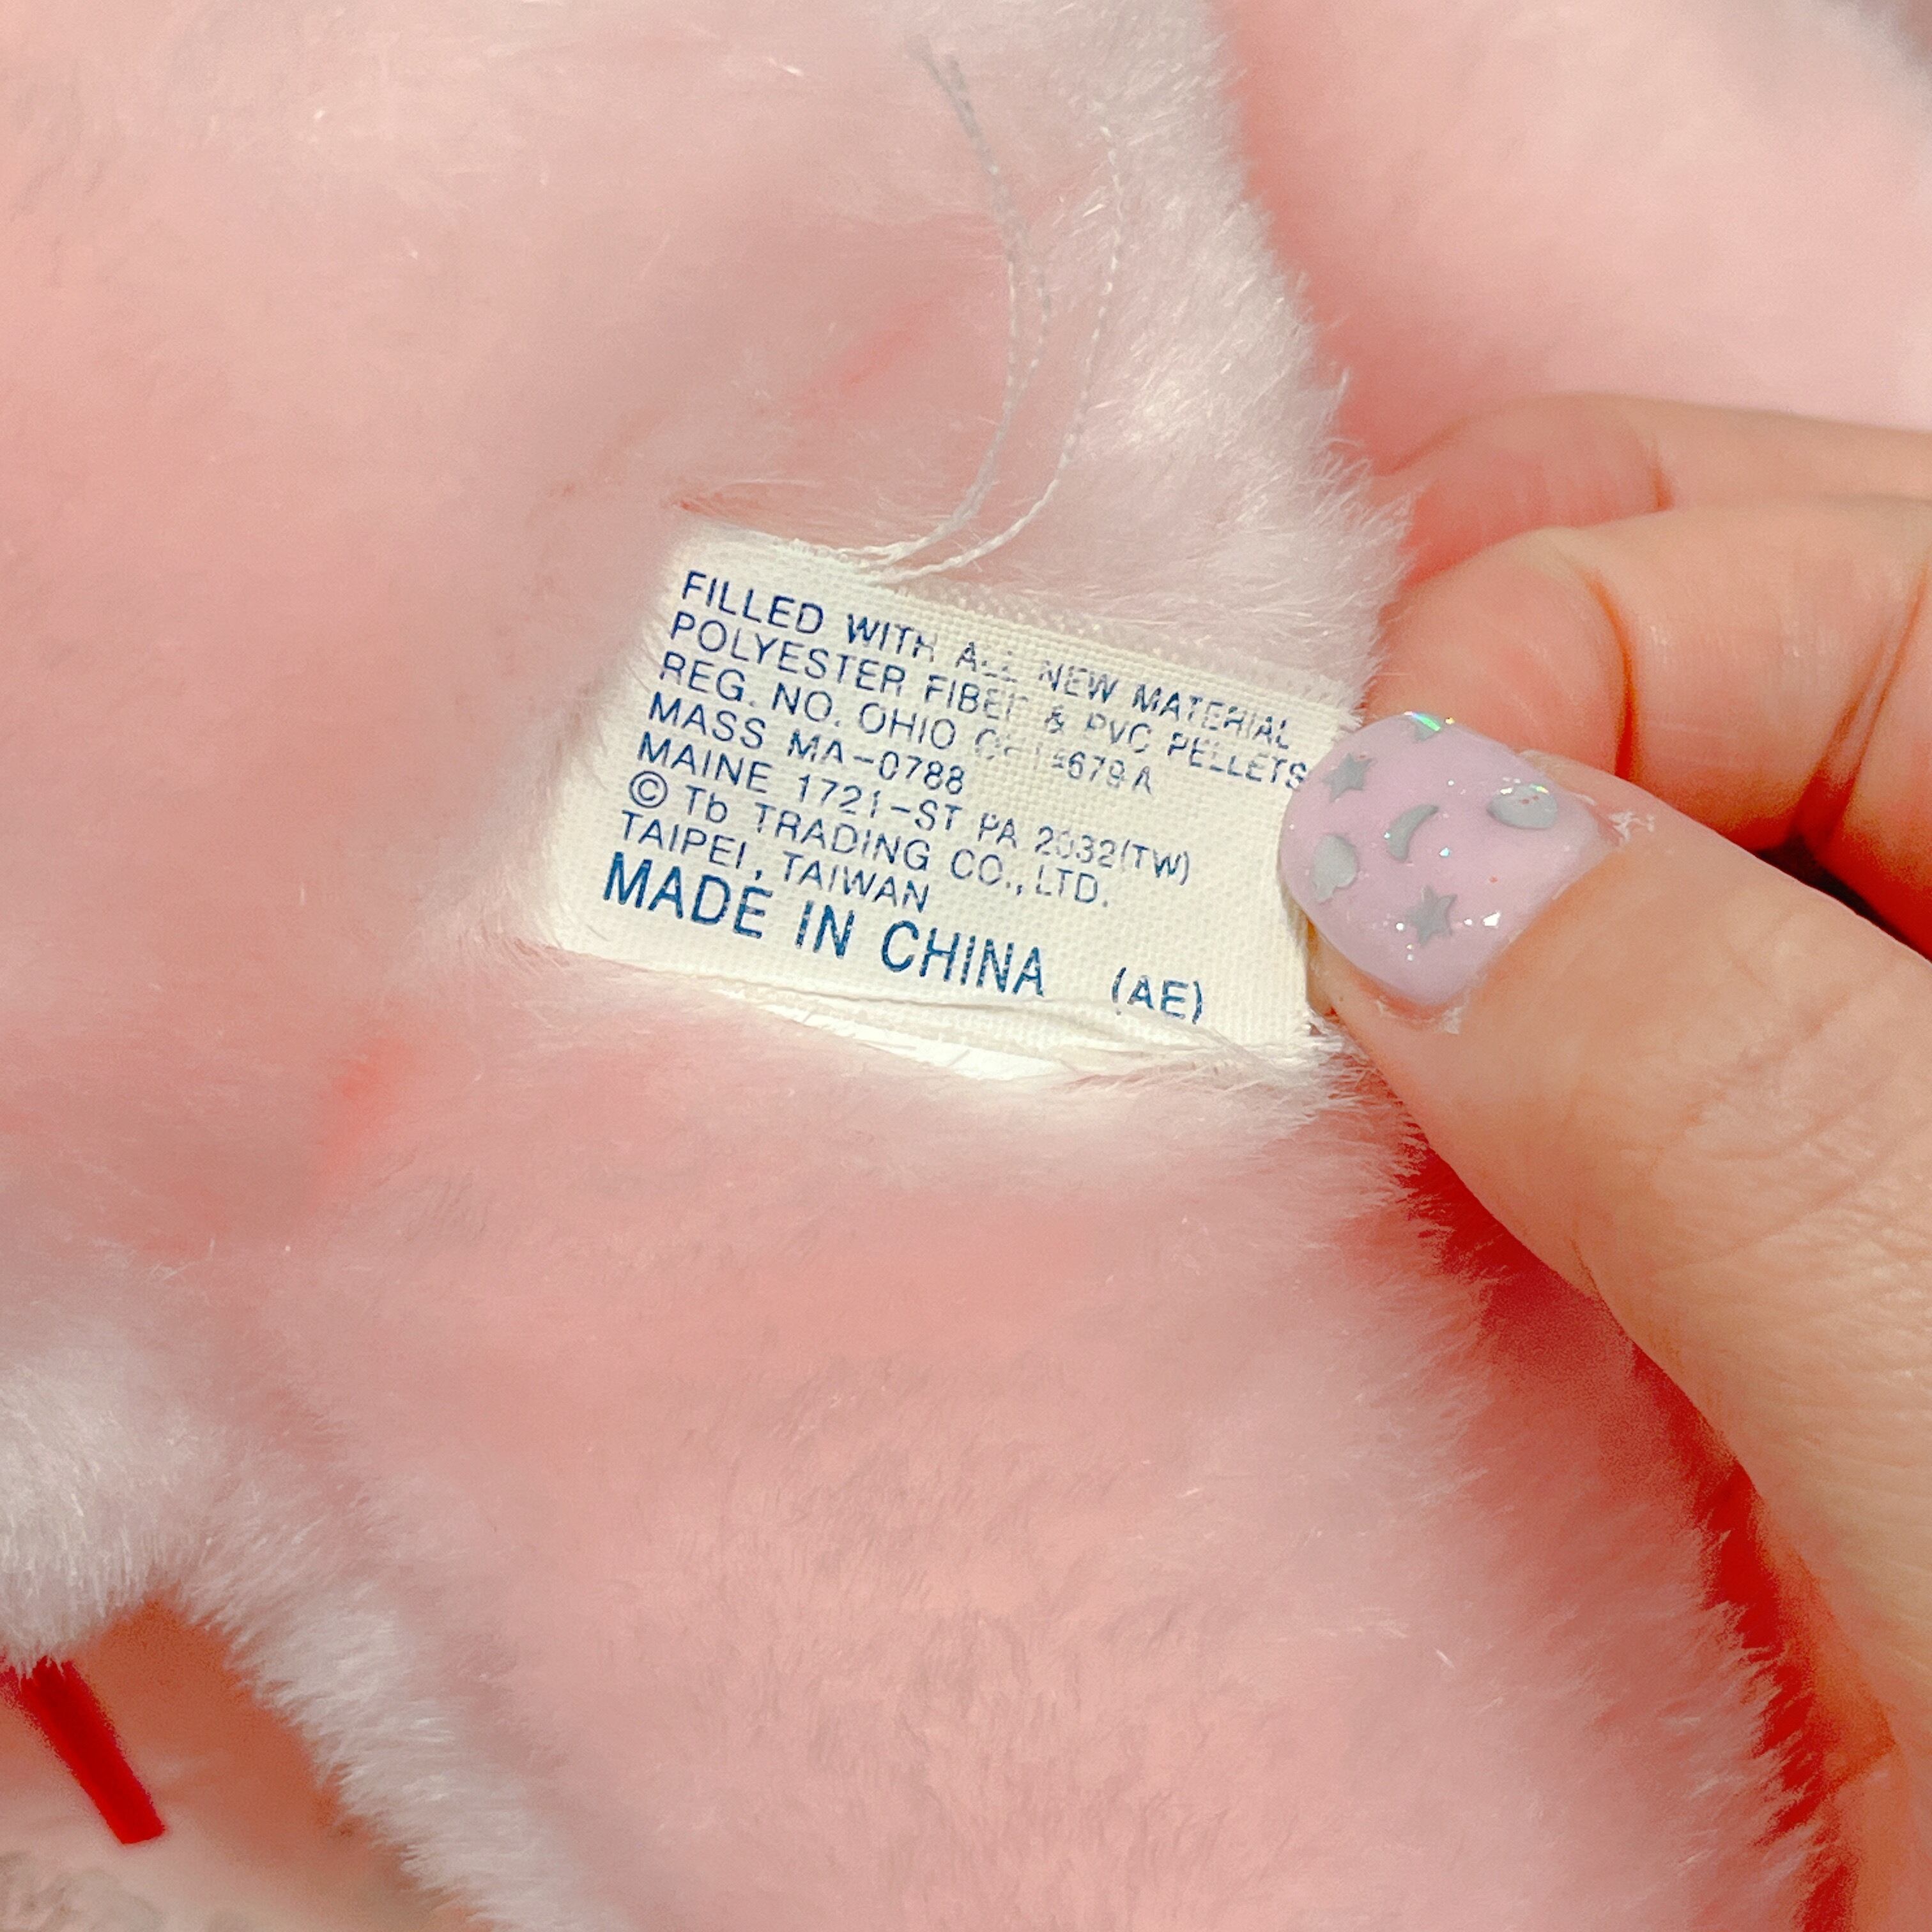 FILLED WITH ALL NEW MATERIAL
POLYESTER FIBER & PVC PELLETS
REG. NO. OHIO
MASS MA-0788
MAINE 1721-ST PA 2032(TW)
© Tb TRADING CO., LTD.
TAIPEI, TAIWAN
MADE IN CHINA (AE)